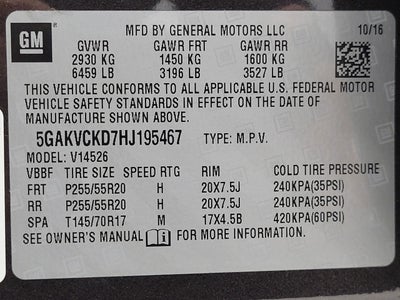 GM
MFD BY GENERAL MOTORS LLC 10/16
GVWR GAWR FRT GAWR RR
2930 KG 1450 KG 1600 KG
6459 LB 3196 LB 3527 LB
THIS VEHICLE CONFORMS TO ALL APPLICABLE U.S. FEDERAL MOTOR
VEHICLE SAFETY STANDARDS IN EFFECT ON THE DATE OF
MANUFACTURE SHOWN ABOVE.
5GAKVCKD7HJ195467 TYPE: M.P.V.
MODEL: V14526
VBBF TIRE SIZE SPEED RTG RIM COLD TIRE PRESSURE
FRT P255/55R20 H 20X7.5J 240KPA(35PSI)
RR P255/55R20 H 20X7.5J 240KPA(35PSI)
SPA T145/70R17 M 17X4.5B 420KPA(60PSI)
SEE OWNER'S MANUAL FOR MORE INFORMATION.